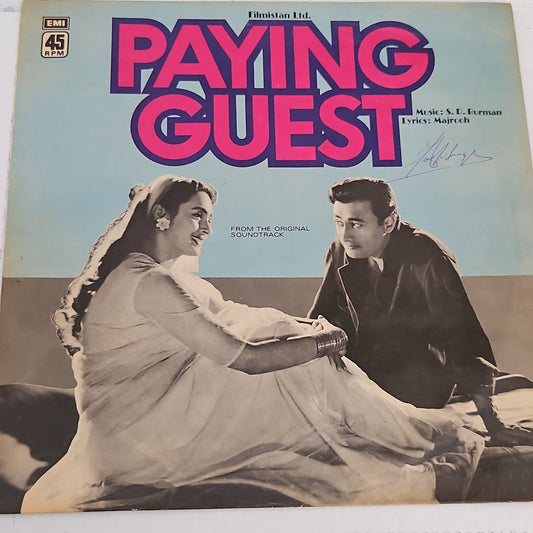 Filmistan Ltd.
EMI
45
RPM
PAYING
GUEST
Music: S. D. Burman
Lyrics: Majrooh
FROM THE ORIGINAL
SOUNDTRACK